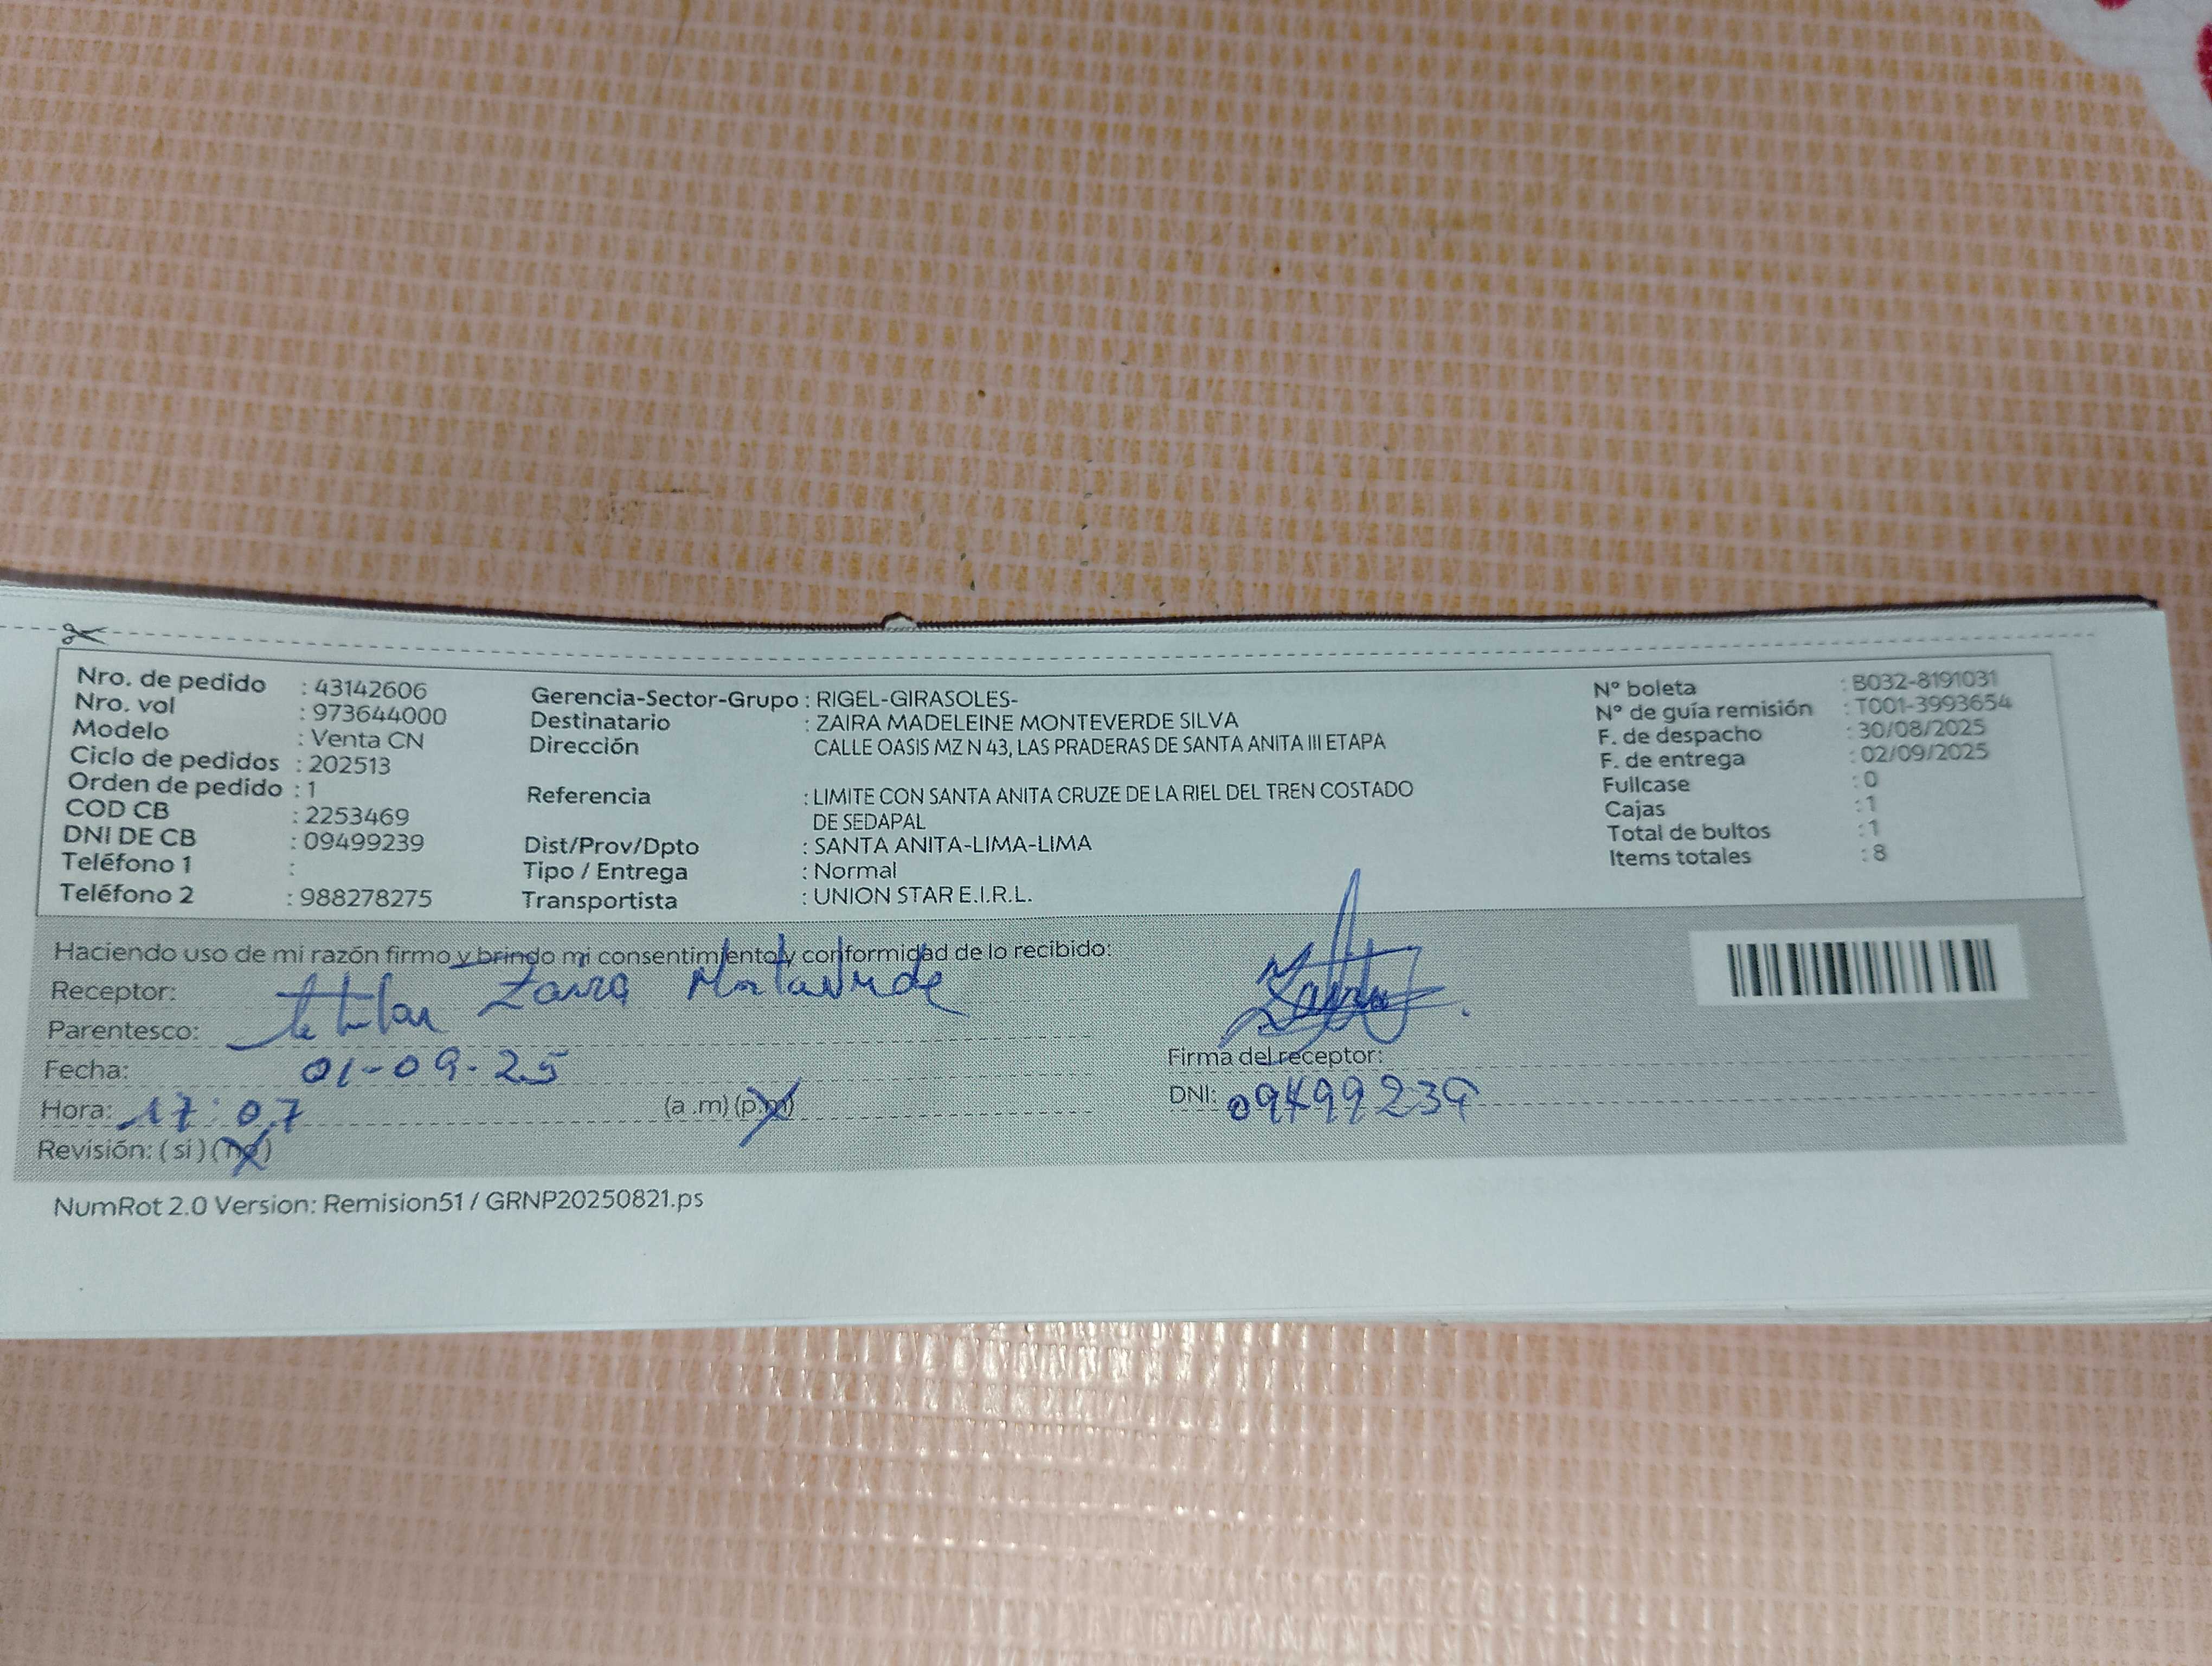 Nro. de pedido : 43142606
Nro. vol : 973644000
Modelo : Venta CN
Ciclo de pedidos : 202513
Orden de pedido : 1
COD CB : 2253469
DNI DE CB : 09499239
Teléfono 1 :
Teléfono 2 : 988278275
Gerencia-Sector-Grupo : RIGEL-GIRASOLES-
Destinatario : ZAIRA MADELEINE MONTEVERDE SILVA
Dirección CALLE OASIS MZ N 43, LAS PRADERAS DE SANTA ANITA III ETAPA
Referencia : LIMITE CON SANTA ANITA CRUZE DE LA RIEL DEL TREN COSTADO
DE SEDAPAL
Dist/Prov/Dpto : SANTA ANITA-LIMA-LIMA
Tipo / Entrega : Normal
Transportista : UNION STAR E.I.R.L.
N° boleta : B032-8191031
N° de guía remisión : T001-3993654
F. de despacho : 30/08/2025
F. de entrega : 02/09/2025
Fullcase : 0
Cajas : 1
Total de bultos : 1
Items totales : 8
Haciendo uso de mi razón firmo y brindo mi consentimiento y conformidad de lo recibido:
Receptor: Zaira Monteverde
Parentesco: titular
Fecha: 01-09-25
Hora: 17:07 (a .m) (p.m)
Revisión: ( si ) ( no )
Firma del receptor:
DNI: 09499239
NumRot 2.0 Version: Remision51 / GRNP20250821.ps